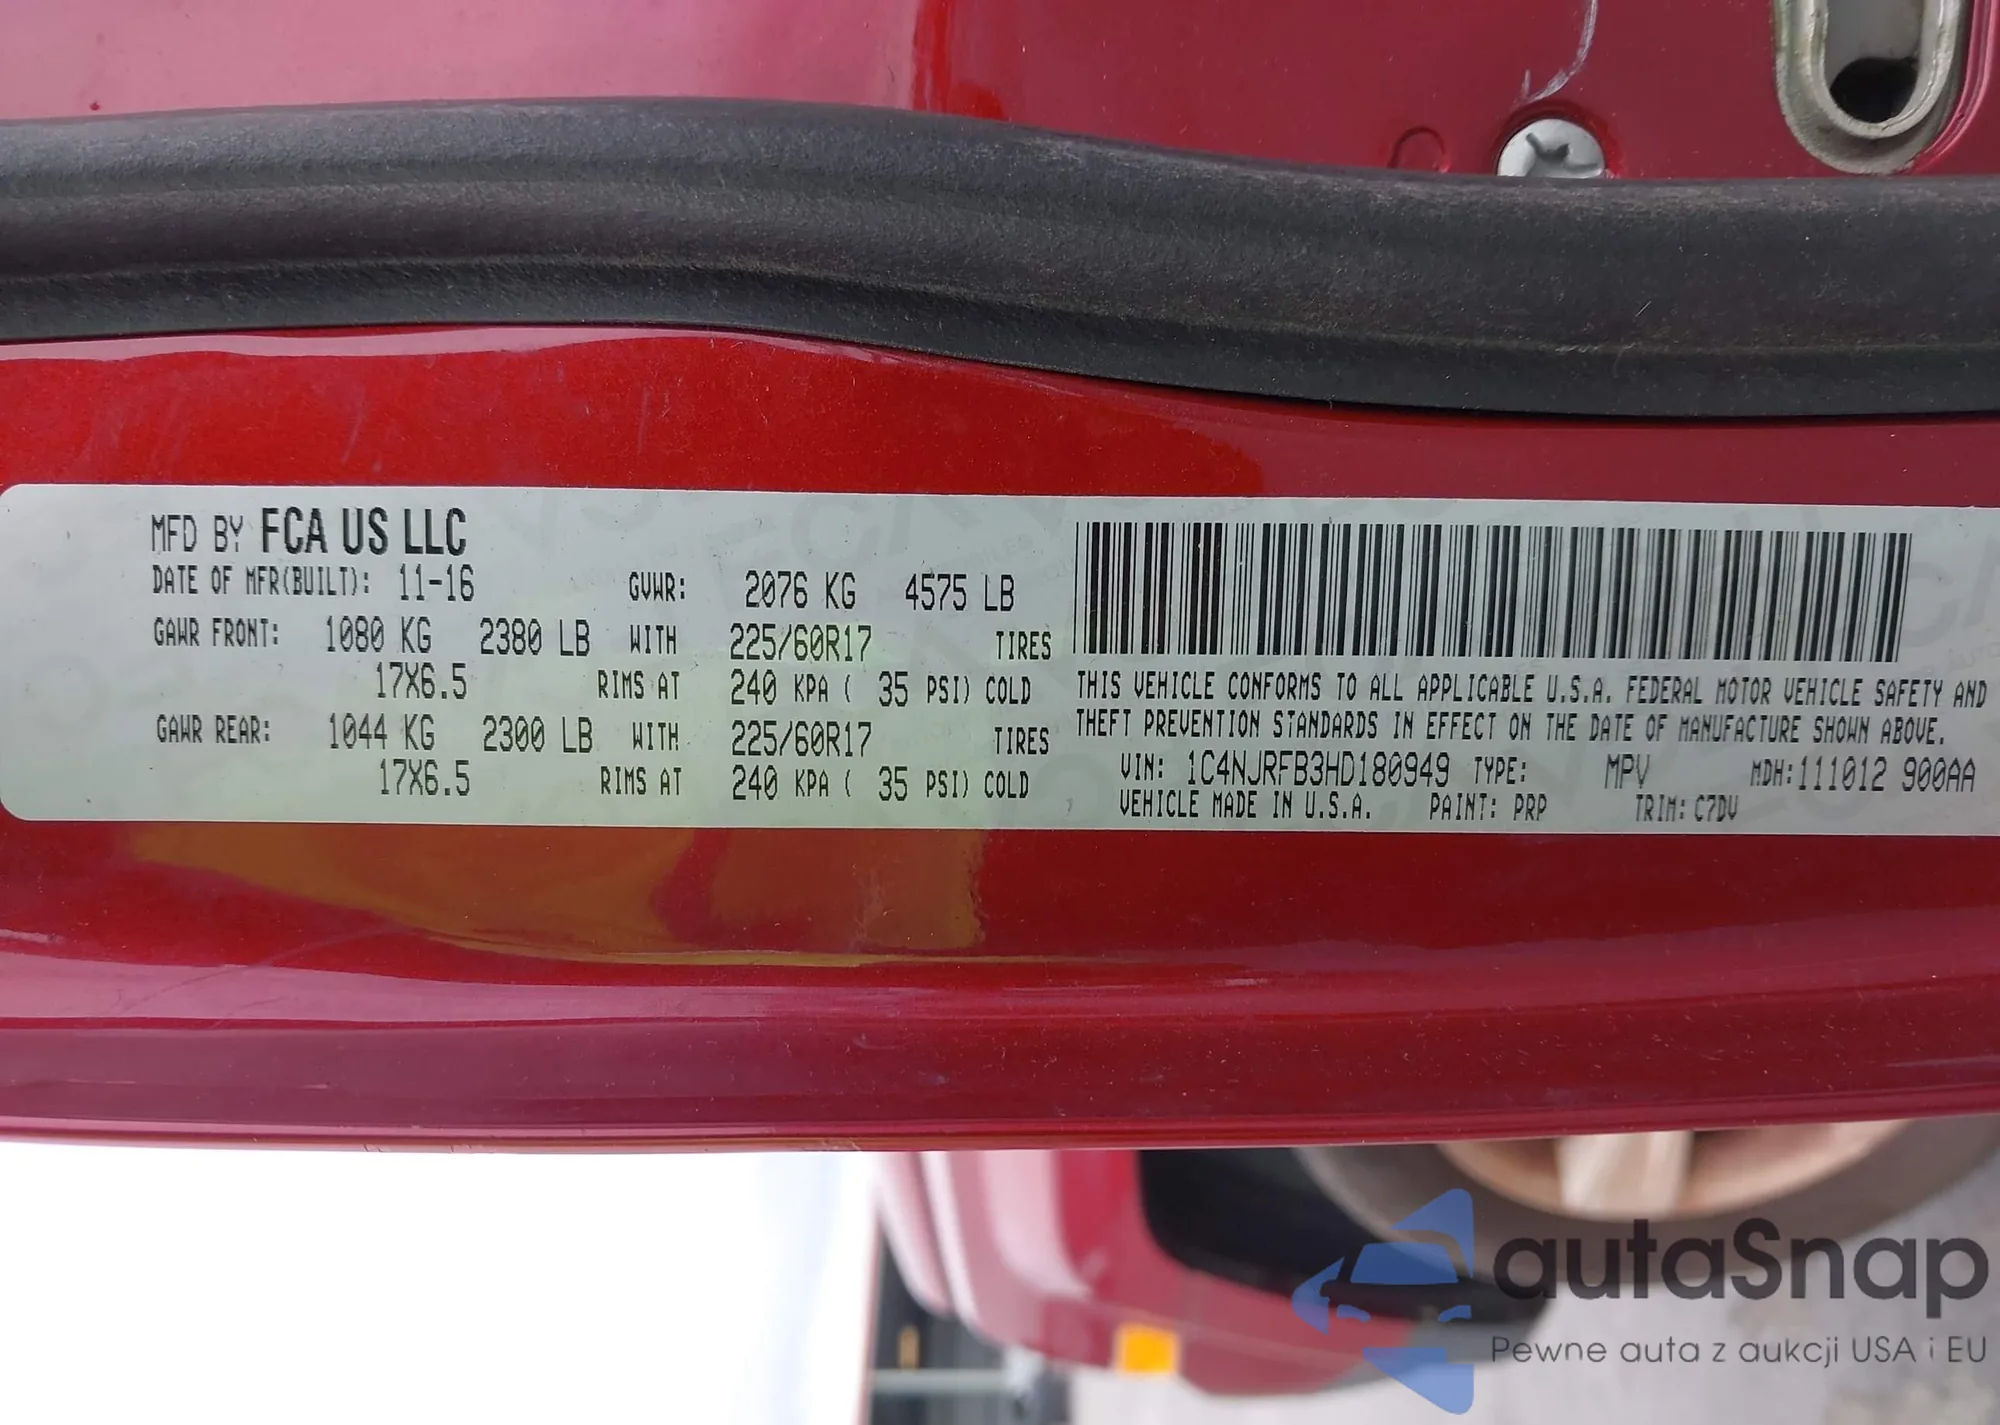 MFD BY FCA US LLC
DATE OF MFR(BUILT): 11-16 GVWR: 2076 KG 4575 LB
GAWR FRONT: 1080 KG 2380 LB WITH 225/60R17 TIRES
17X6.5 RIMS AT 240 KPA ( 35 PSI) COLD
GAWR REAR: 1044 KG 2300 LB WITH 225/60R17 TIRES
17X6.5 RIMS AT 240 KPA ( 35 PSI) COLD
THIS VEHICLE CONFORMS TO ALL APPLICABLE U.S.A. FEDERAL MOTOR VEHICLE SAFETY AND
THEFT PREVENTION STANDARDS IN EFFECT ON THE DATE OF MANUFACTURE SHOWN ABOVE.
VIN: 1C4NJRFB3HD180949 TYPE: MPV MDH:111012 900AA
VEHICLE MADE IN U.S.A. PAINT: PRP TRIM: C7DV
autaSnap
Pewne auta z aukcji USA i EU